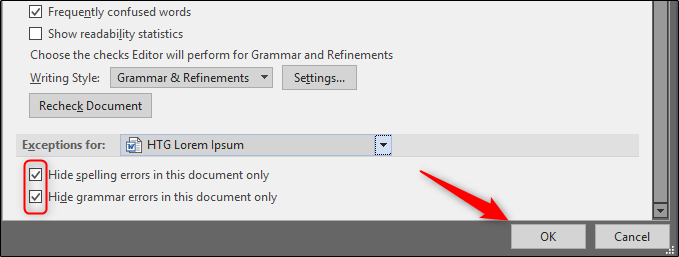 Frequently confused words
Show readability statistics
Choose the checks Editor will perform for Grammar and Refinements
Writing Style: Grammar & Refinements Settings...
Recheck Document
Exceptions for: HTG Lorem Ipsum
Hide spelling errors in this document only
Hide grammar errors in this document only
OK Cancel